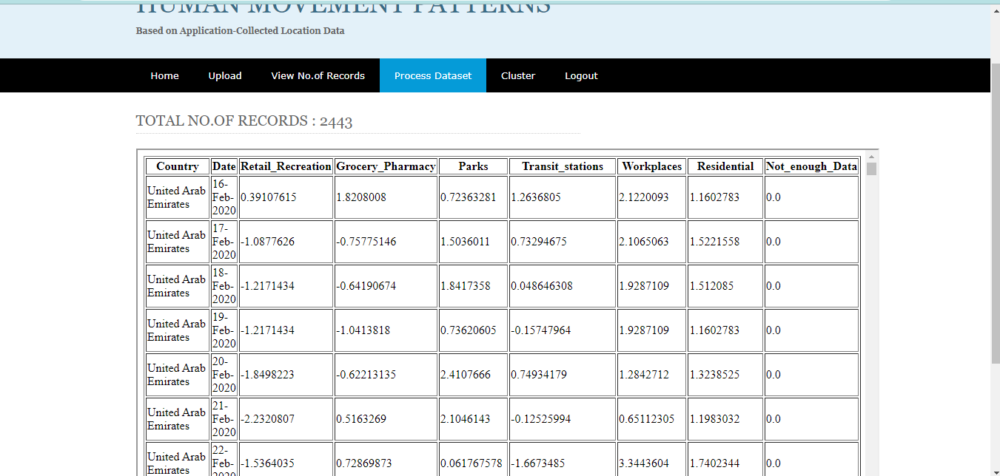 HUMAN MOVEMENT PATTERNS
Based on Application-Collected Location Data
Home Upload View No.of Records Process Dataset Cluster Logout
TOTAL NO.OF RECORDS : 2443
Country Date Retail_Recreation Grocery_Pharmacy Parks Transit_stations Workplaces Residential Not_enough_Data
United Arab Emirates 16-Feb-2020 0.39107615 1.8208008 0.72363281 1.2636805 2.1220093 1.1602783 0.0
United Arab Emirates 17-Feb-2020 -1.0877626 -0.75775146 1.5036011 0.73294675 2.1065063 1.5221558 0.0
United Arab Emirates 18-Feb-2020 -1.2171434 -0.64190674 1.8417358 0.048646308 1.9287109 1.512085 0.0
United Arab Emirates 19-Feb-2020 -1.2171434 -1.0413818 0.73620605 -0.15747964 1.9287109 1.1602783 0.0
United Arab Emirates 20-Feb-2020 -1.8498223 -0.62213135 2.4107666 0.74934179 1.2842712 1.3238525 0.0
United Arab Emirates 21-Feb-2020 -2.2320807 0.5163269 2.1046143 -0.12525994 0.65112305 1.1983032 0.0
United Arab Emirates 22-Feb-2020 -1.5364035 0.72869873 0.061767578 -1.6673485 3.3443604 1.7402344 0.0